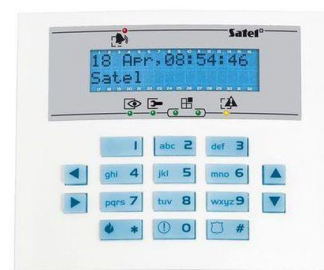 Satel
18 Apr, 08:54:46
Satel
1 abc 2 def 3
ghi 4 jkl 5 mno 6
pqrs 7 tuv 8 wxyz 9
* 0 #